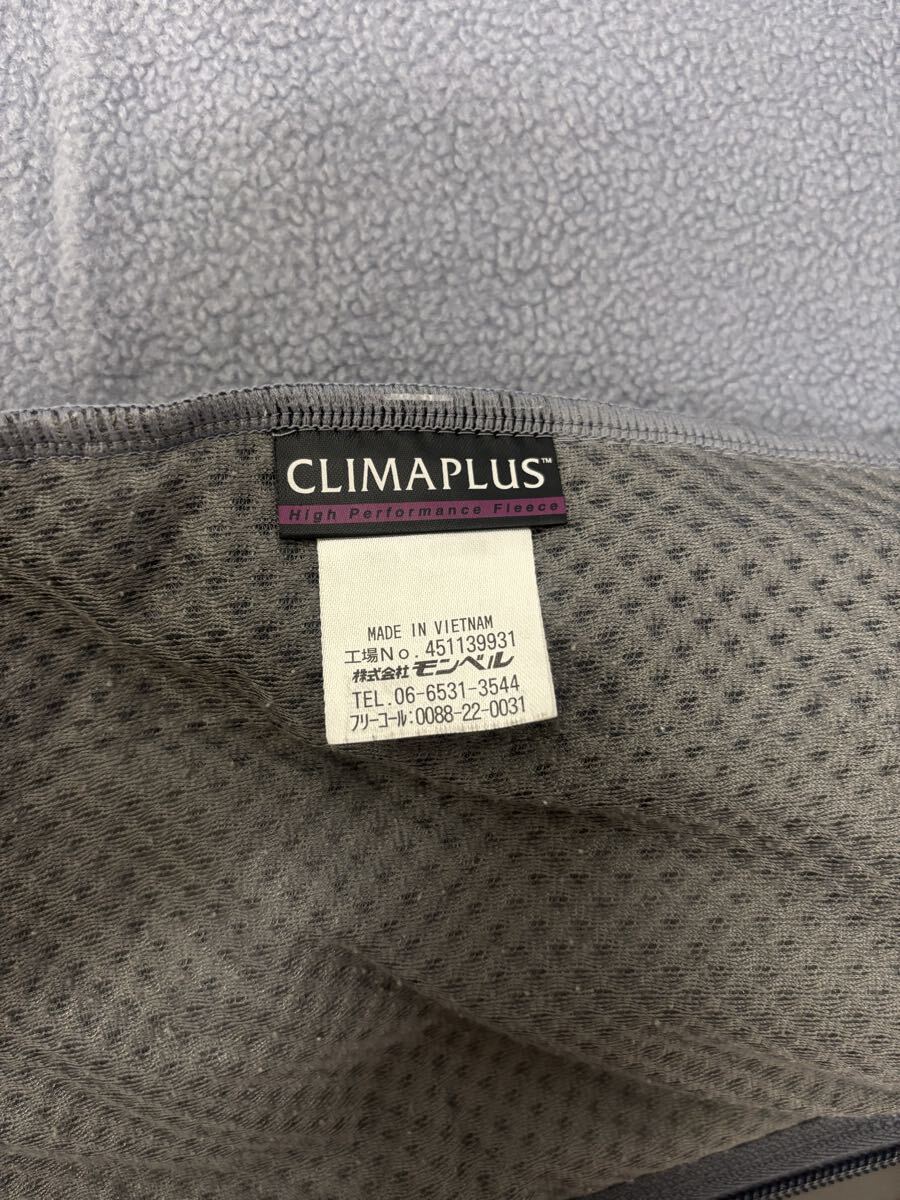 CLIMAPLUS™
High Performance Fleece
MADE IN VIETNAM
工場No. 451139931
株式会社 モンベル
TEL.06-6531-3544
フリーコール:0088-22-0031